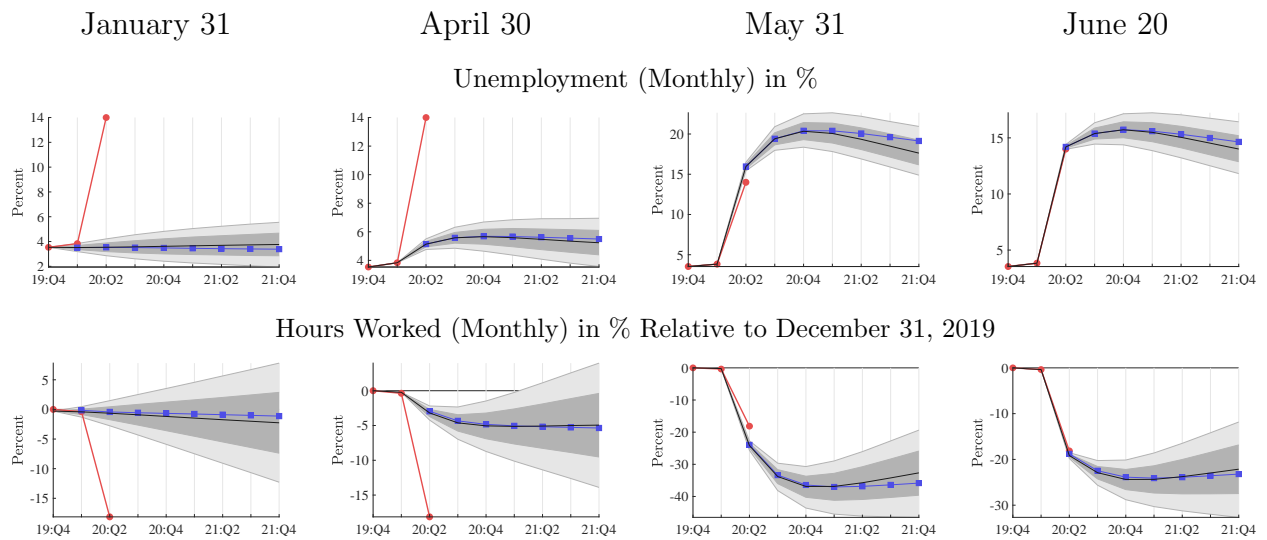 January 31 April 30 May 31 June 20
Unemployment (Monthly) in %
Percent
14
12
10
8
6
4
2
19:Q4 20:Q2 20:Q4 21:Q2 21:Q4
Percent
14
12
10
8
6
4
19:Q4 20:Q2 20:Q4 21:Q2 21:Q4
Percent
20
15
10
5
19:Q4 20:Q2 20:Q4 21:Q2 21:Q4
Percent
15
10
5
19:Q4 20:Q2 20:Q4 21:Q2 21:Q4
Hours Worked (Monthly) in % Relative to December 31, 2019
Percent
5
0
-5
-10
-15
19:Q4 20:Q2 20:Q4 21:Q2 21:Q4
Percent
0
-5
-10
-15
19:Q4 20:Q2 20:Q4 21:Q2 21:Q4
Percent
0
-10
-20
-30
-40
19:Q4 20:Q2 20:Q4 21:Q2 21:Q4
Percent
0
-10
-20
-30
19:Q4 20:Q2 20:Q4 21:Q2 21:Q4